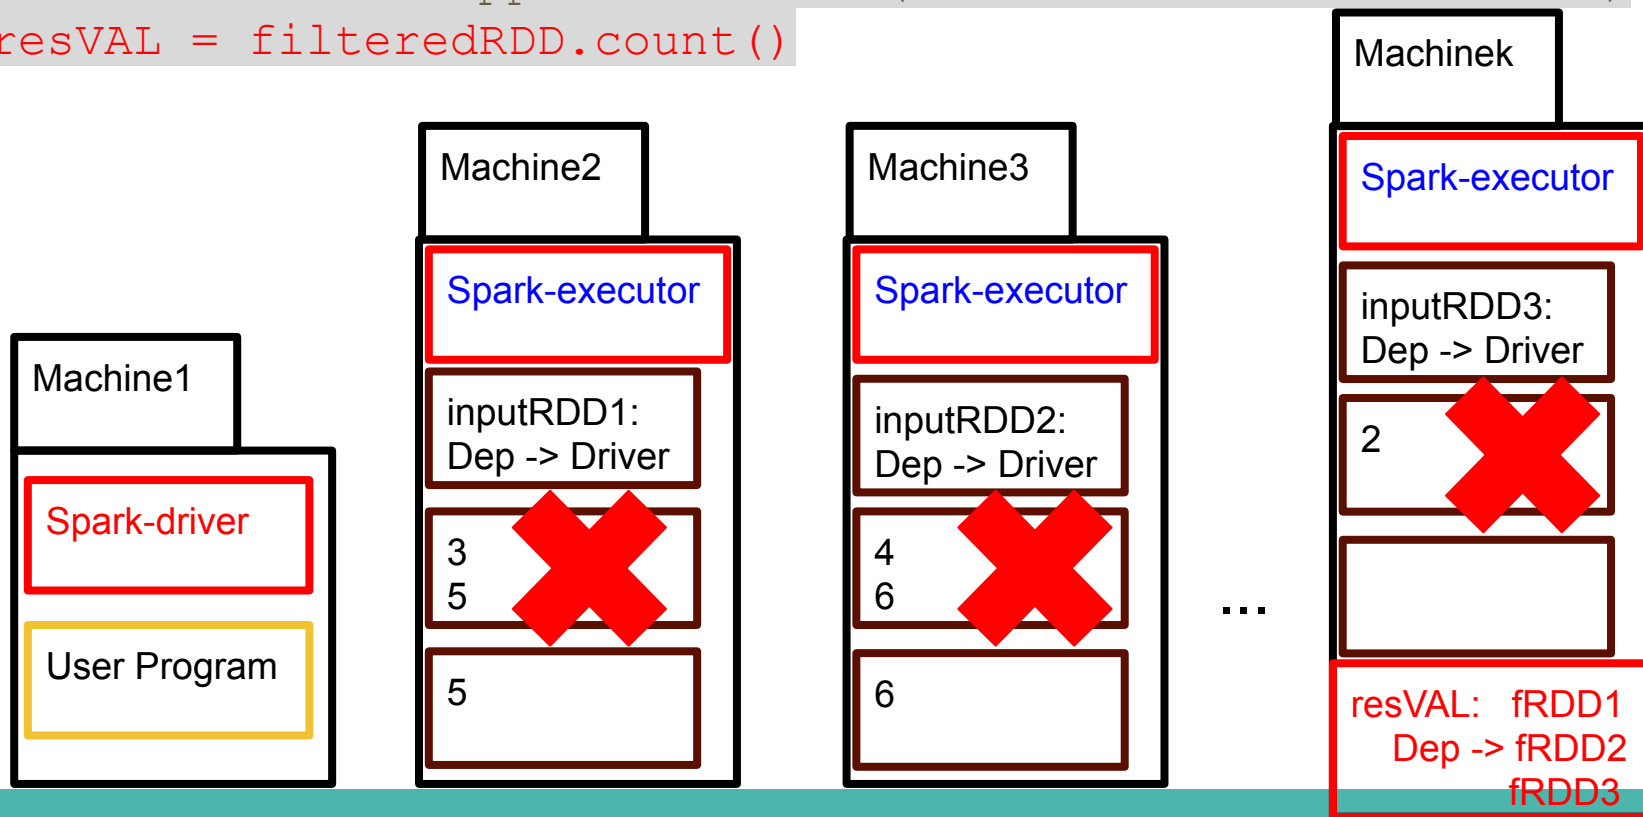 resVAL = filteredRDD.count()
Machine1
Spark-driver
User Program
Machine2
Spark-executor
inputRDD1:
Dep -> Driver
3
5
5
Machine3
Spark-executor
inputRDD2:
Dep -> Driver
4
6
6
...
Machinek
Spark-executor
inputRDD3:
Dep -> Driver
2
resVAL: fRDD1
Dep -> fRDD2
fRDD3